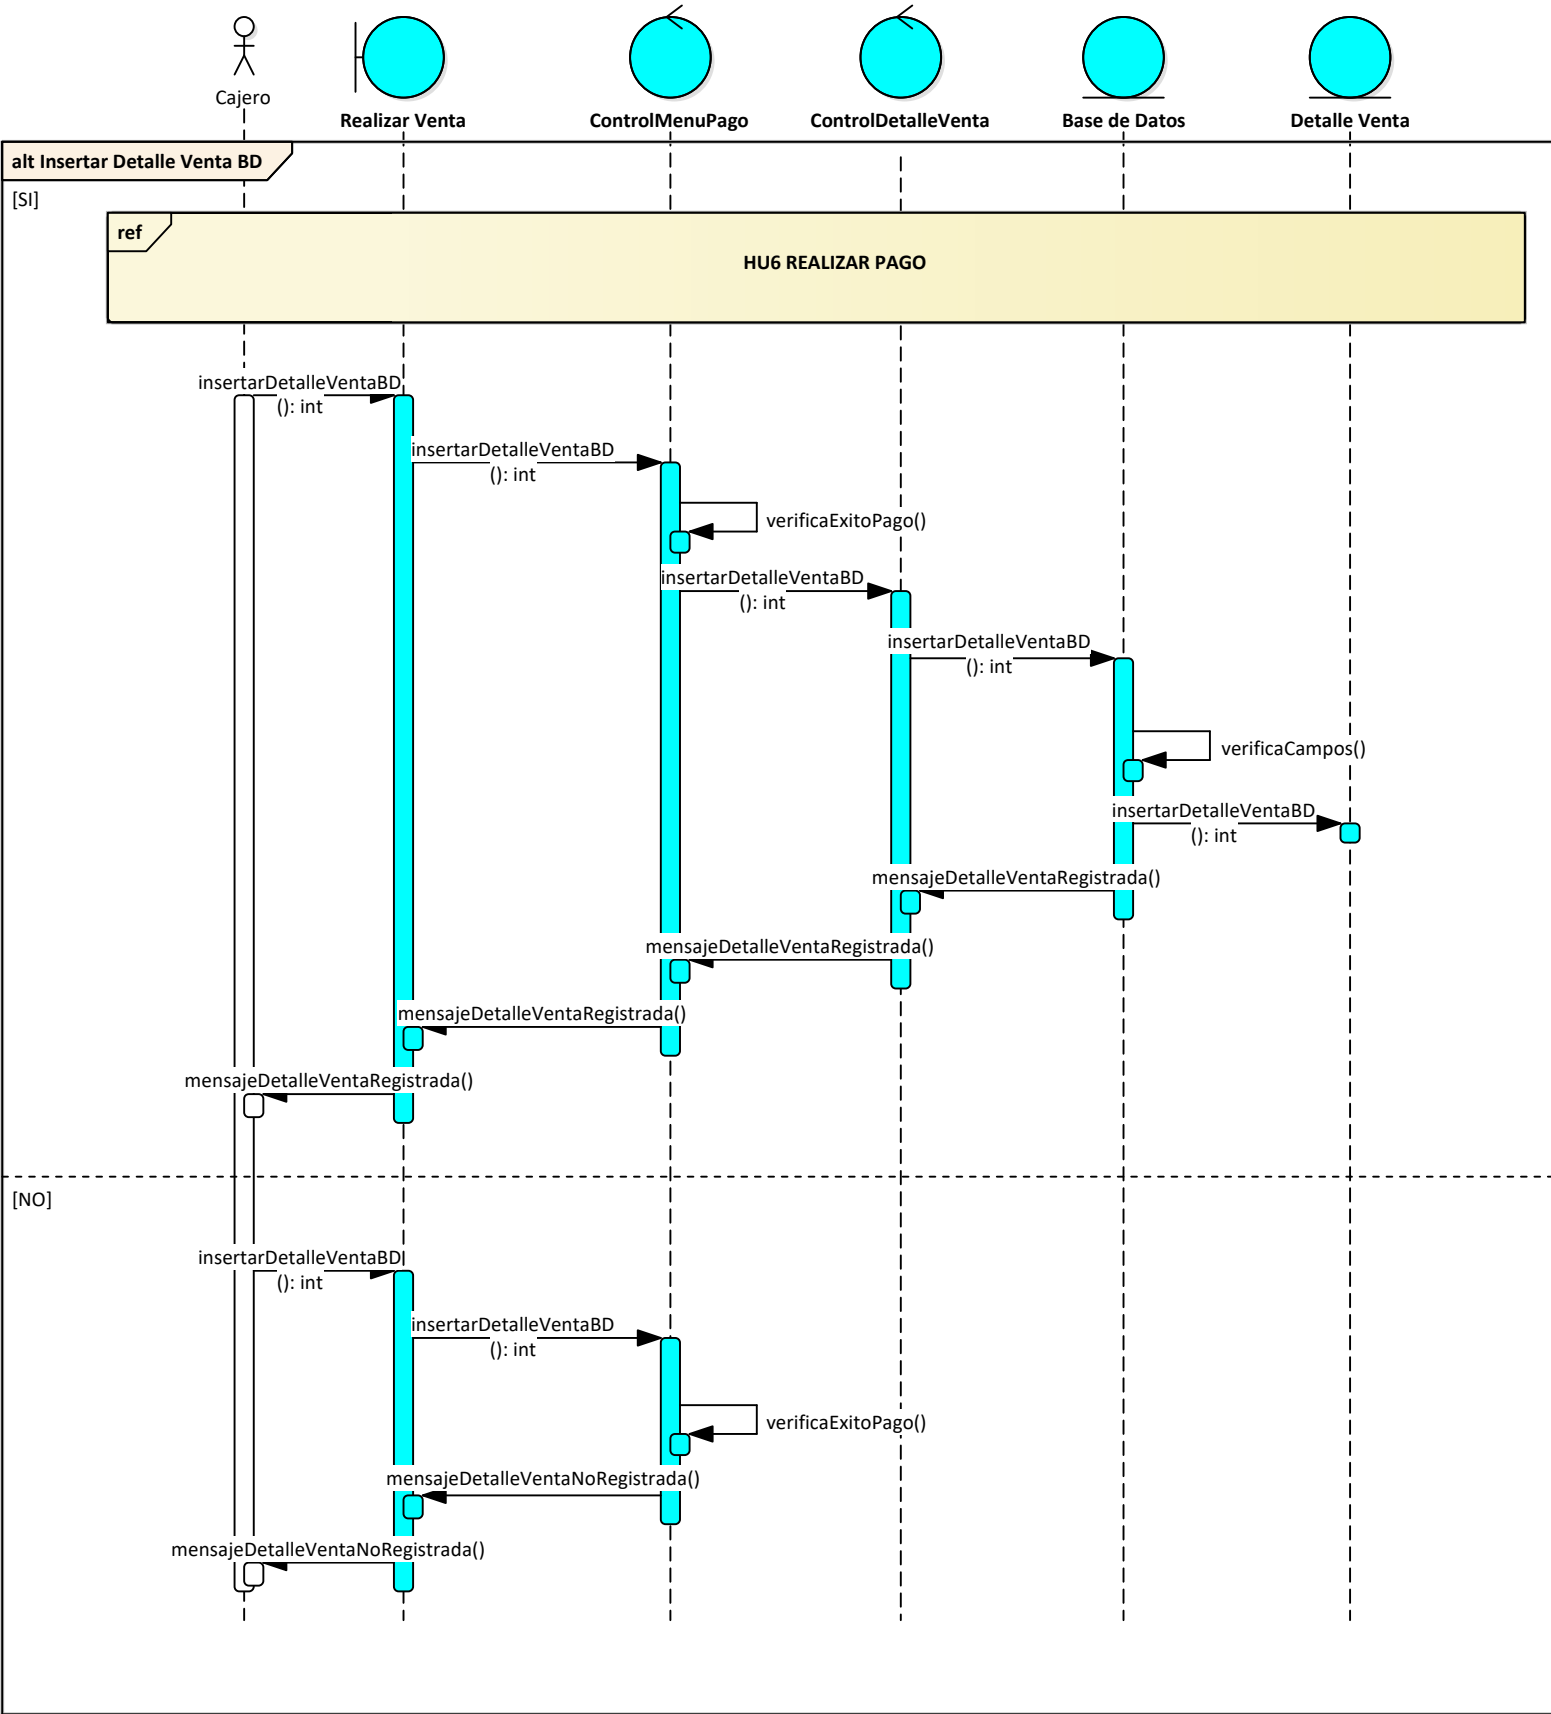 Cajero
Realizar Venta
ControlMenuPago
ControlDetalleVenta
Base de Datos
Detalle Venta
alt Insertar Detalle Venta BD
[SI]
ref
HU6 REALIZAR PAGO
insertarDetalleVentaBD
(): int
insertarDetalleVentaBD
(): int
verificaExitoPago()
insertarDetalleVentaBD
(): int
insertarDetalleVentaBD
(): int
verificaCampos()
insertarDetalleVentaBD
(): int
mensajeDetalleVentaRegistrada()
mensajeDetalleVentaRegistrada()
mensajeDetalleVentaRegistrada()
mensajeDetalleVentaRegistrada()
[NO]
insertarDetalleVentaBD
(): int
insertarDetalleVentaBD
(): int
verificaExitoPago()
mensajeDetalleVentaNoRegistrada()
mensajeDetalleVentaNoRegistrada()